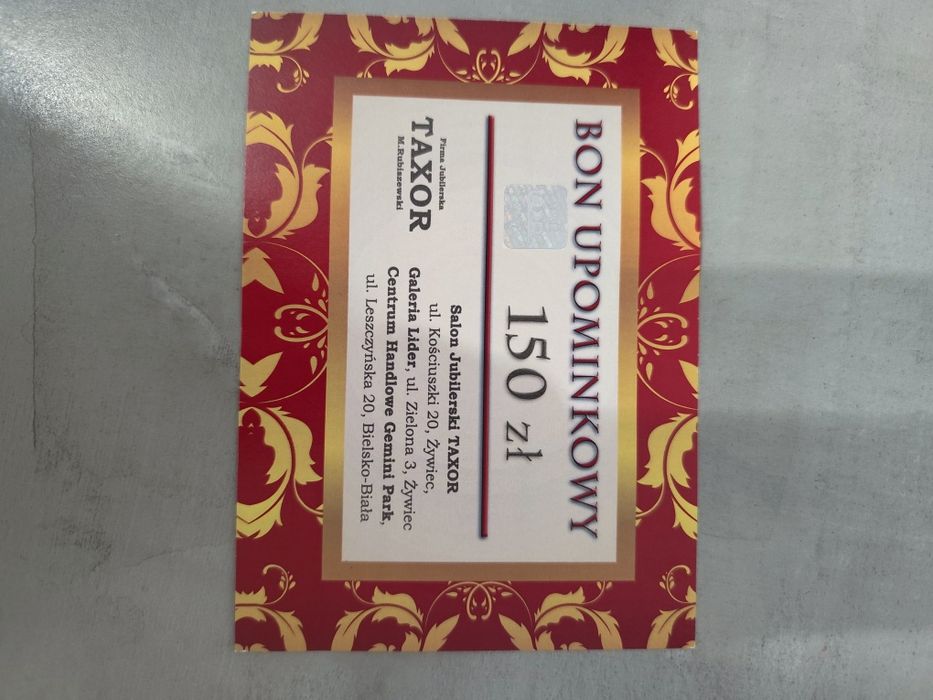 BON UPOMINKOWY
150 zł
Firma Jubilerska
TAXOR
M.Rubiszewski
Salon Jubilerski TAXOR
ul. Kościuszki 20, Żywiec,
Galeria Lider, ul. Zielona 3, Żywiec
Centrum Handlowe Gemini Park,
ul. Leszczyńska 20, Bielsko-Biała